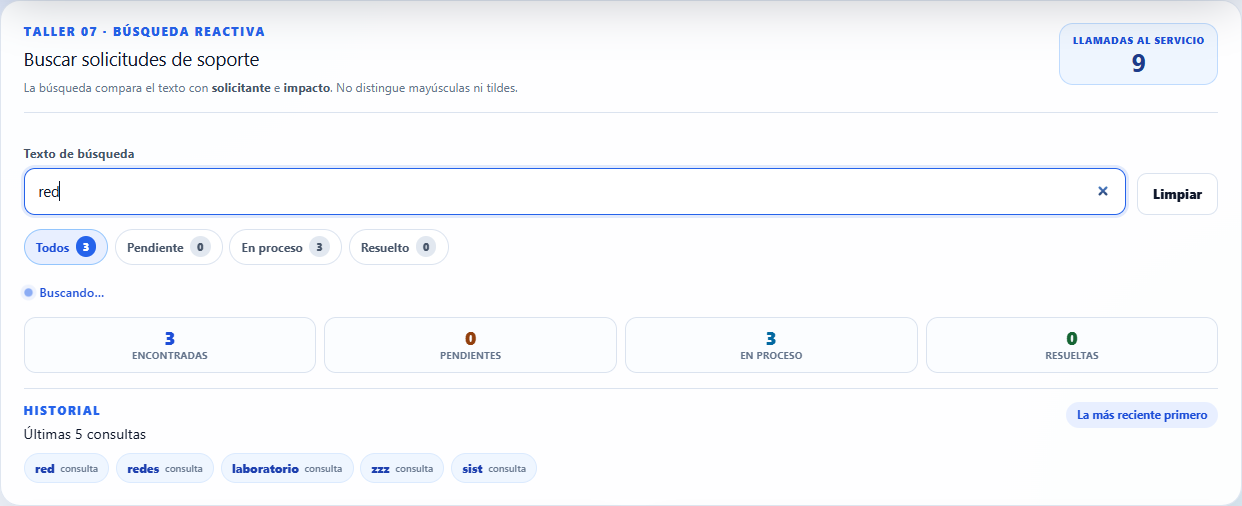 TALLER 07 · BÚSQUEDA REACTIVA
Buscar solicitudes de soporte
La búsqueda compara el texto con solicitante e impacto. No distingue mayúsculas ni tildes.
LLAMADAS AL SERVICIO
9
Texto de búsqueda
red
×
Limpiar
Todos 3
Pendiente 0
En proceso 3
Resuelto 0
Buscando...
3
ENCONTRADAS
0
PENDIENTES
3
EN PROCESO
0
RESUELTAS
HISTORIAL
Últimas 5 consultas
La más reciente primero
red consulta
redes consulta
laboratorio consulta
zzz consulta
sist consulta